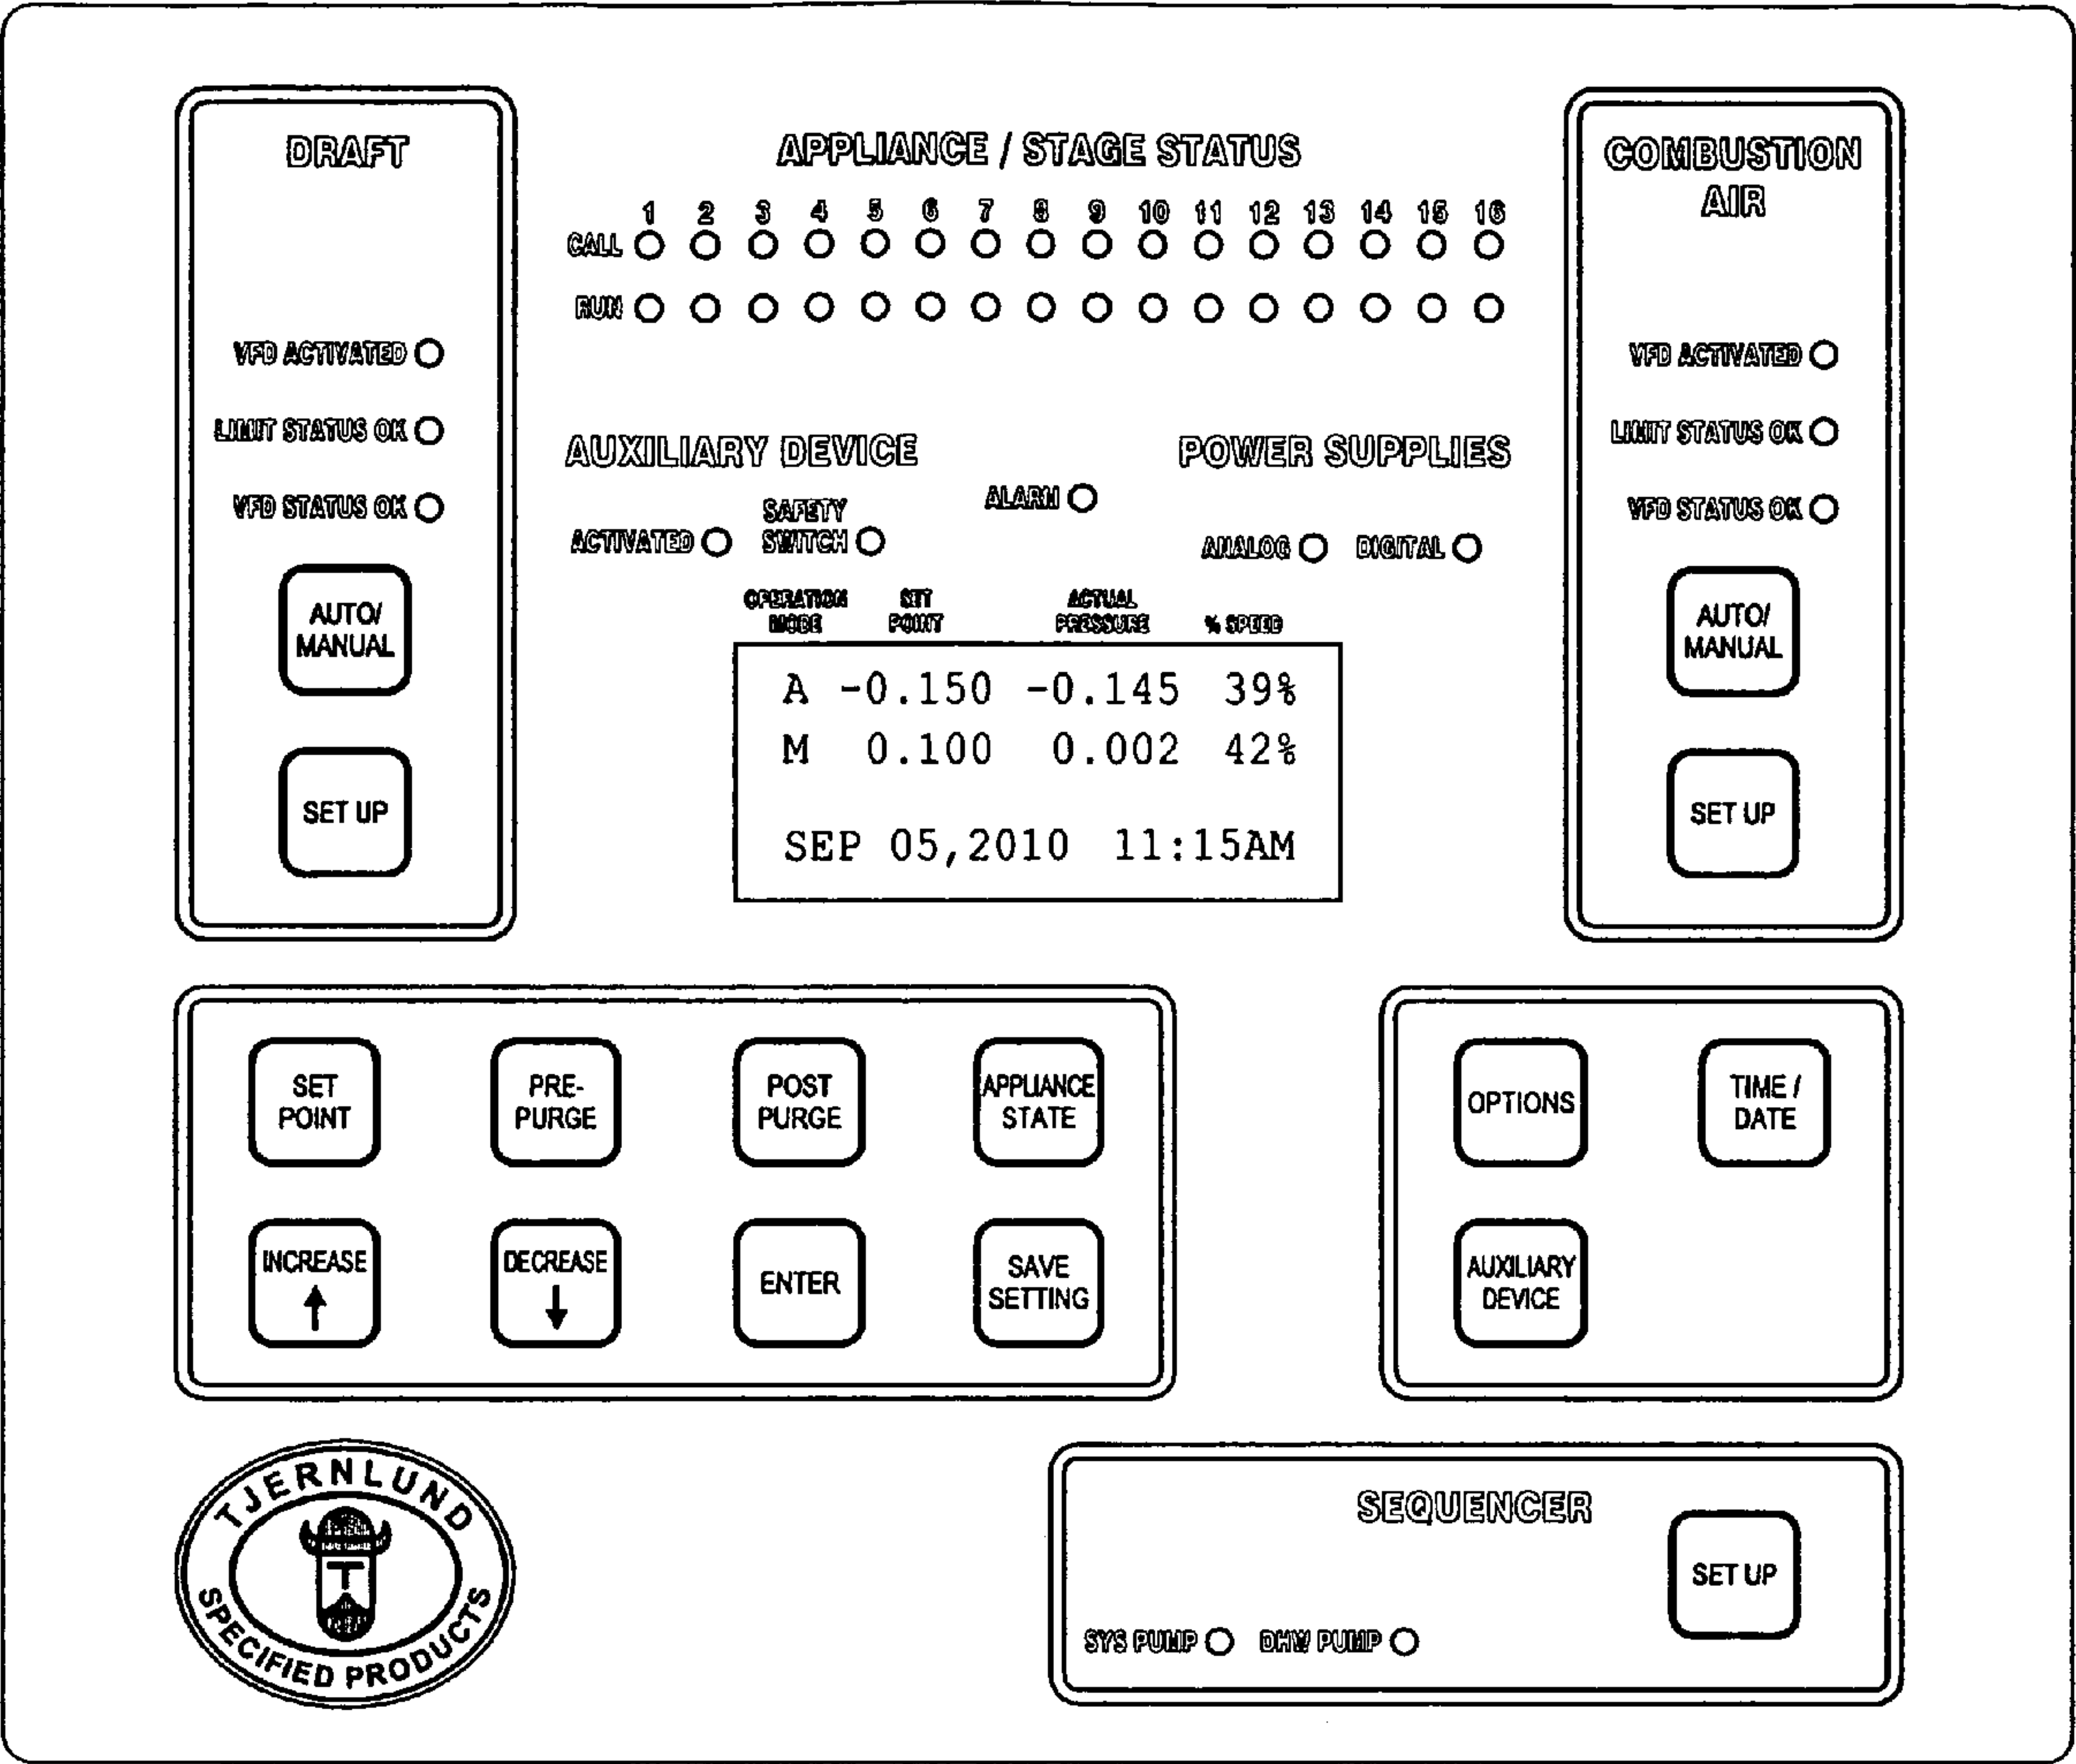 DRAFT
VFD ACTIVATED
LIMIT STATUS OK
VFD STATUS OK
AUTO/
MANUAL
SET UP
APPLIANCE / STAGE STATUS
1 2 3 4 5 6 7 8 9 10 11 12 13 14 15 16
CALL
RUN
AUXILIARY DEVICE
ACTIVATED
SAFETY
SWITCH
ALARM
POWER SUPPLIES
ANALOG DIGITAL
OPERATION
MODE
SET
POINT
ACTUAL
PRESSURE
% SPEED
A -0.150 -0.145 39%
M 0.100 0.002 42%
SEP 05,2010 11:15AM
COMBUSTION
AIR
VFD ACTIVATED
LIMIT STATUS OK
VFD STATUS OK
AUTO/
MANUAL
SET UP
SET
POINT
PRE-
PURGE
POST
PURGE
APPLIANCE
STATE
INCREASE
DECREASE
ENTER
SAVE
SETTING
OPTIONS
TIME /
DATE
AUXILIARY
DEVICE
TJERNLUND
T
SPECIFIED PRODUCTS
SEQUENCER
SET UP
SYS PUMP DHW PUMP